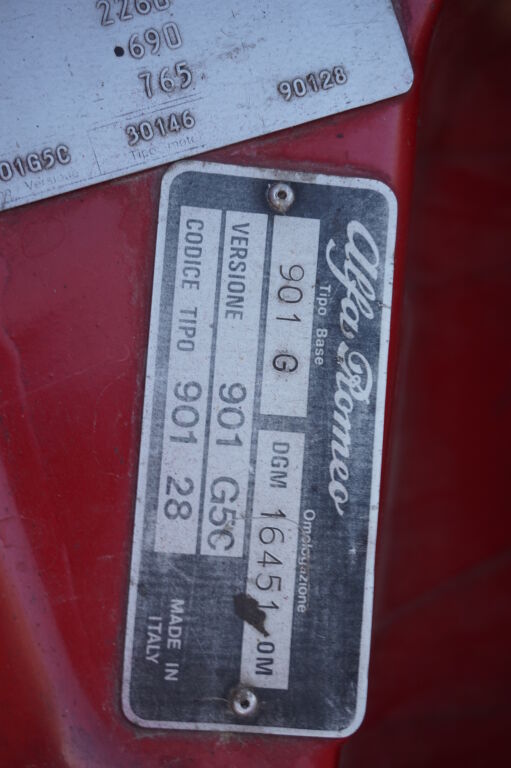 2260
690
765
90128
30146
Tipo moto
01G5C
Versione
Alfa Romeo
Tipo Base
Omologazione
901 G
DGM 16451 OM
VERSIONE 901 G5C
CODICE TIPO 901 28
MADE IN
ITALY